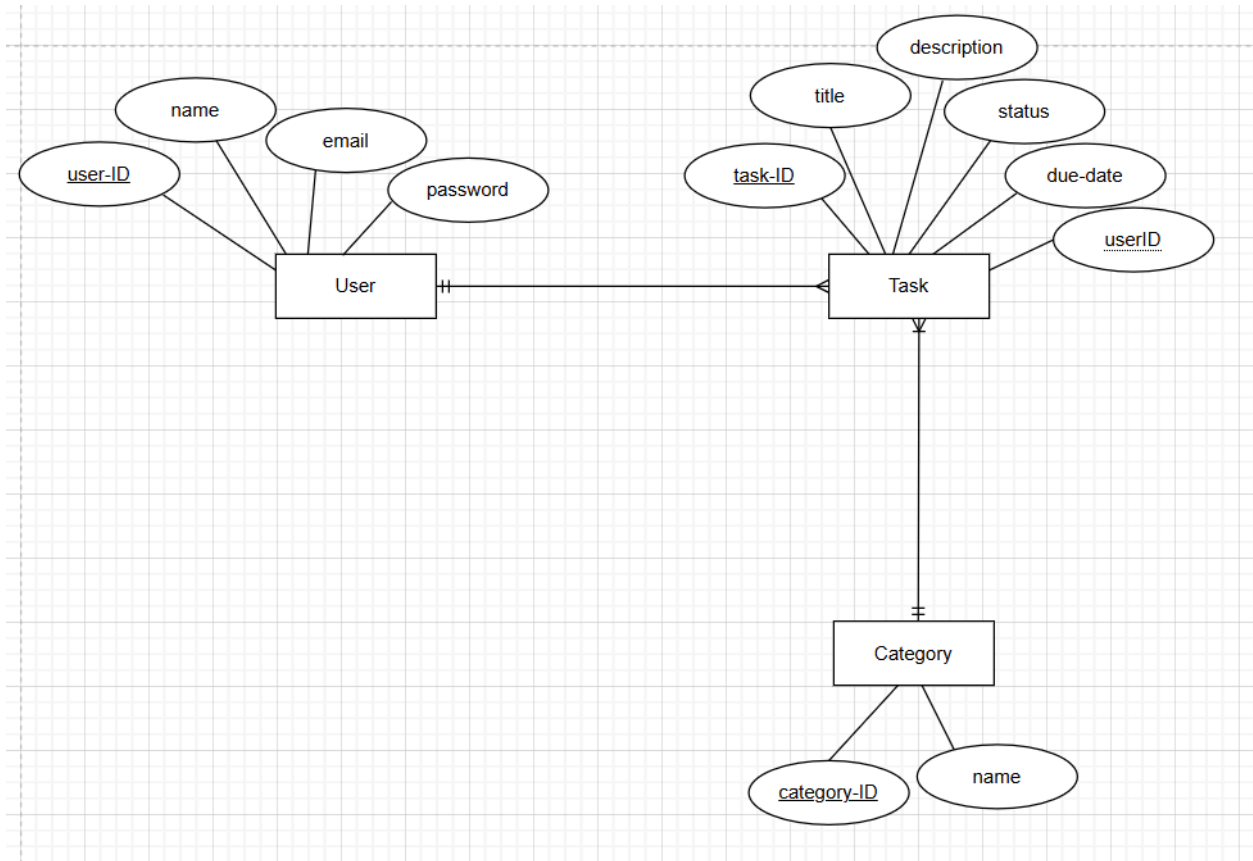 description
title
name
status
email
user-ID
task-ID
due-date
password
userID
User
Task
Category
category-ID
name